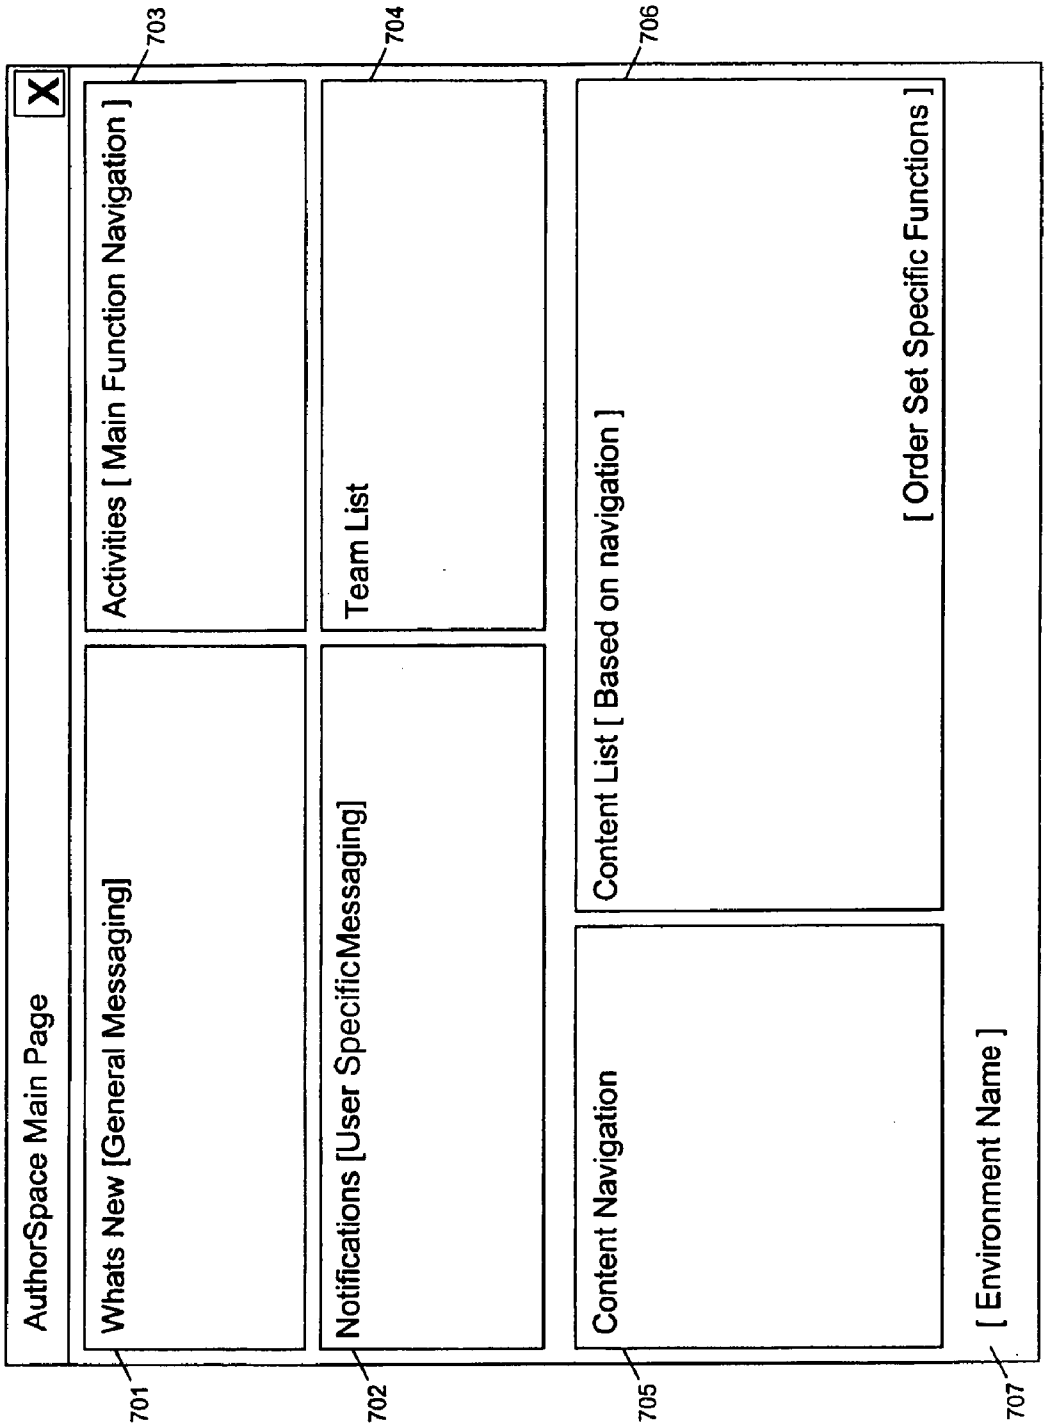 AuthorSpace Main Page
X
701
Whats New [General Messaging]
703
Activities [ Main Function Navigation ]
702
Notifications [User SpecificMessaging]
704
Team List
705
Content Navigation
706
Content List [ Based on navigation ]
[ Order Set Specific Functions ]
707
[ Environment Name ]